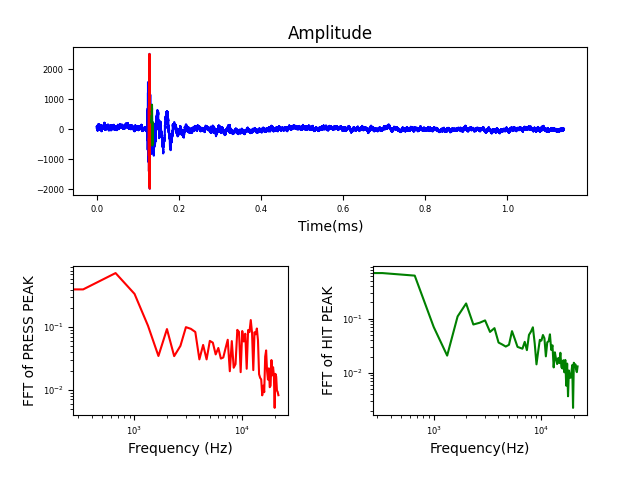 Amplitude
2000
1000
0
−1000
−2000
0.0 0.2 0.4 0.6 0.8 1.0
Time(ms)
FFT of PRESS PEAK
10⁻¹
10⁻²
10³ 10⁴
Frequency (Hz)
FFT of HIT PEAK
10⁻¹
10⁻²
10³ 10⁴
Frequency(Hz)